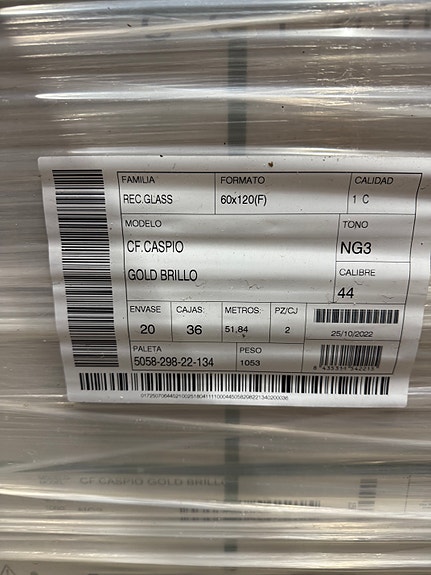 FAMILIA
REC.GLASS
FORMATO
60x120(F)
CALIDAD
1 C
MODELO
CF.CASPIO
GOLD BRILLO
TONO
NG3
CALIBRE
44
ENVASE
20
CAJAS
36
METROS.
51,84
PZ/CJ
2
25/10/2022
PALETA
5058-298-22-134
PESO
1053
CF.CASPIO GOLD BRILLO